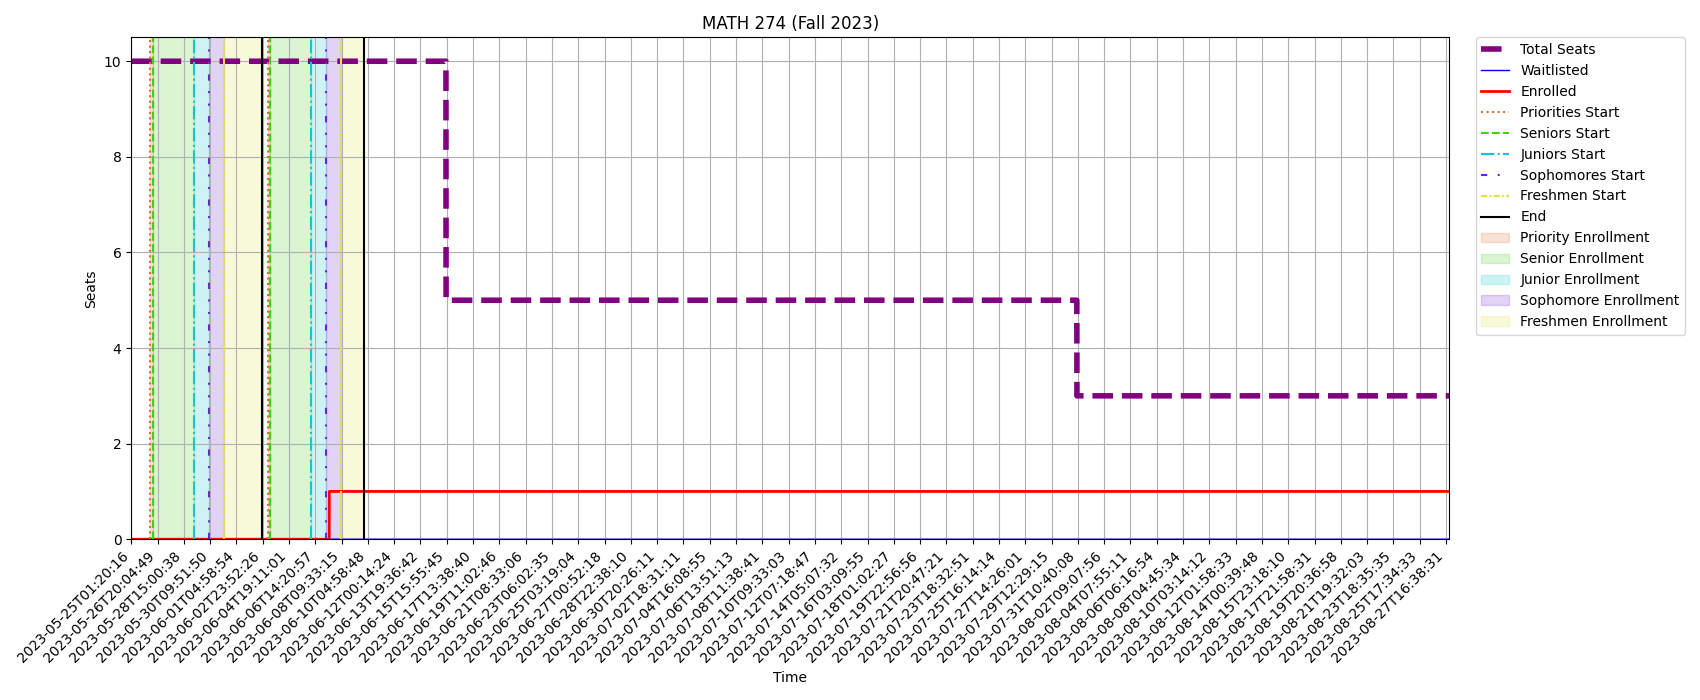 MATH 274 (Fall 2023)
Seats
10
8
6
4
2
0
2023-05-25T01:20:16
2023-05-26T20:04:49
2023-05-28T15:00:38
2023-05-30T09:51:50
2023-06-01T04:58:54
2023-06-02T23:52:26
2023-06-04T19:11:01
2023-06-06T14:20:57
2023-06-08T09:33:15
2023-06-10T04:58:48
2023-06-12T00:14:24
2023-06-13T19:36:42
2023-06-15T15:55:45
2023-06-17T13:38:40
2023-06-19T11:02:46
2023-06-21T08:33:06
2023-06-23T06:02:35
2023-06-25T03:19:04
2023-06-27T00:52:18
2023-06-28T22:38:10
2023-06-30T20:26:11
2023-07-02T18:31:11
2023-07-04T16:08:55
2023-07-06T13:51:13
2023-07-08T11:38:41
2023-07-10T09:33:03
2023-07-12T07:18:47
2023-07-14T05:07:32
2023-07-16T03:09:55
2023-07-18T01:02:27
2023-07-19T22:56:56
2023-07-21T20:47:21
2023-07-23T18:32:51
2023-07-25T16:14:14
2023-07-27T14:26:01
2023-07-29T12:29:15
2023-07-31T10:40:08
2023-08-02T09:07:56
2023-08-04T07:55:11
2023-08-06T06:16:54
2023-08-08T04:45:34
2023-08-10T03:14:12
2023-08-12T01:58:33
2023-08-14T00:39:48
2023-08-15T23:18:10
2023-08-17T21:58:31
2023-08-19T20:36:58
2023-08-21T19:32:03
2023-08-23T18:35:35
2023-08-25T17:34:33
2023-08-27T16:38:31
Time
Total Seats
Waitlisted
Enrolled
Priorities Start
Seniors Start
Juniors Start
Sophomores Start
Freshmen Start
End
Priority Enrollment
Senior Enrollment
Junior Enrollment
Sophomore Enrollment
Freshmen Enrollment